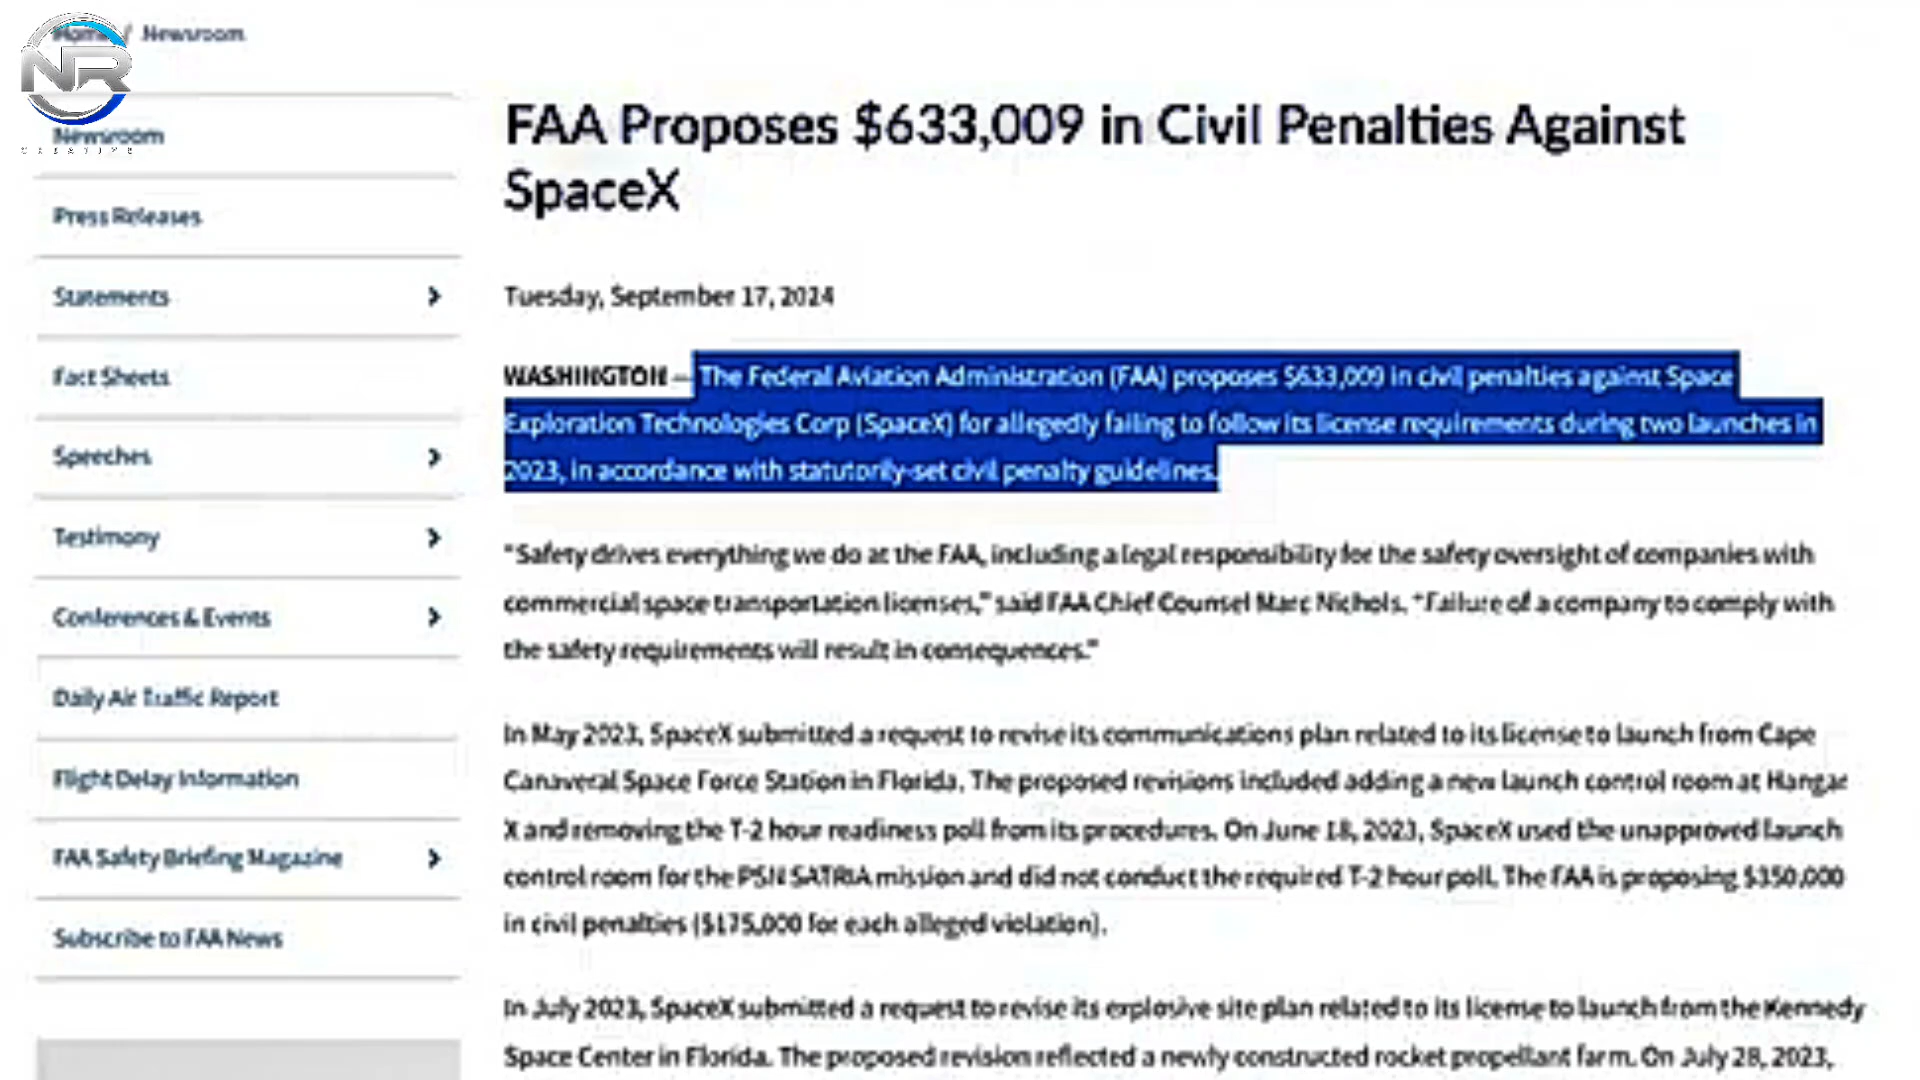 Home / Newsroom
NR
CREATIVE
Newsroom
Press Releases
Statements
Fact Sheets
Speeches
Testimony
Conferences & Events
Daily Air Traffic Report
Flight Delay Information
FAA Safety Briefing Magazine
Subscribe to FAA News
FAA Proposes $633,009 in Civil Penalties Against
SpaceX
Tuesday, September 17, 2024
WASHINGTON — The Federal Aviation Administration (FAA) proposes $633,009 in civil penalties against Space
Exploration Technologies Corp (SpaceX) for allegedly failing to follow its license requirements during two launches in
2023, in accordance with statutorily-set civil penalty guidelines.
"Safety drives everything we do at the FAA, including a legal responsibility for the safety oversight of companies with
commercial space transportation licenses," said FAA Chief Counsel Marc Nichols. "Failure of a company to comply with
the safety requirements will result in consequences."
In May 2023, SpaceX submitted a request to revise its communications plan related to its license to launch from Cape
Canaveral Space Force Station in Florida. The proposed revisions included adding a new launch control room at Hangar
X and removing the T-2 hour readiness poll from its procedures. On June 18, 2023, SpaceX used the unapproved launch
control room for the PSN SATRIA mission and did not conduct the required T-2 hour poll. The FAA is proposing $350,000
in civil penalties ($175,000 for each alleged violation).
In July 2023, SpaceX submitted a request to revise its explosive site plan related to its license to launch from the Kennedy
Space Center in Florida. The proposed revision reflected a newly constructed rocket propellant farm. On July 28, 2023,